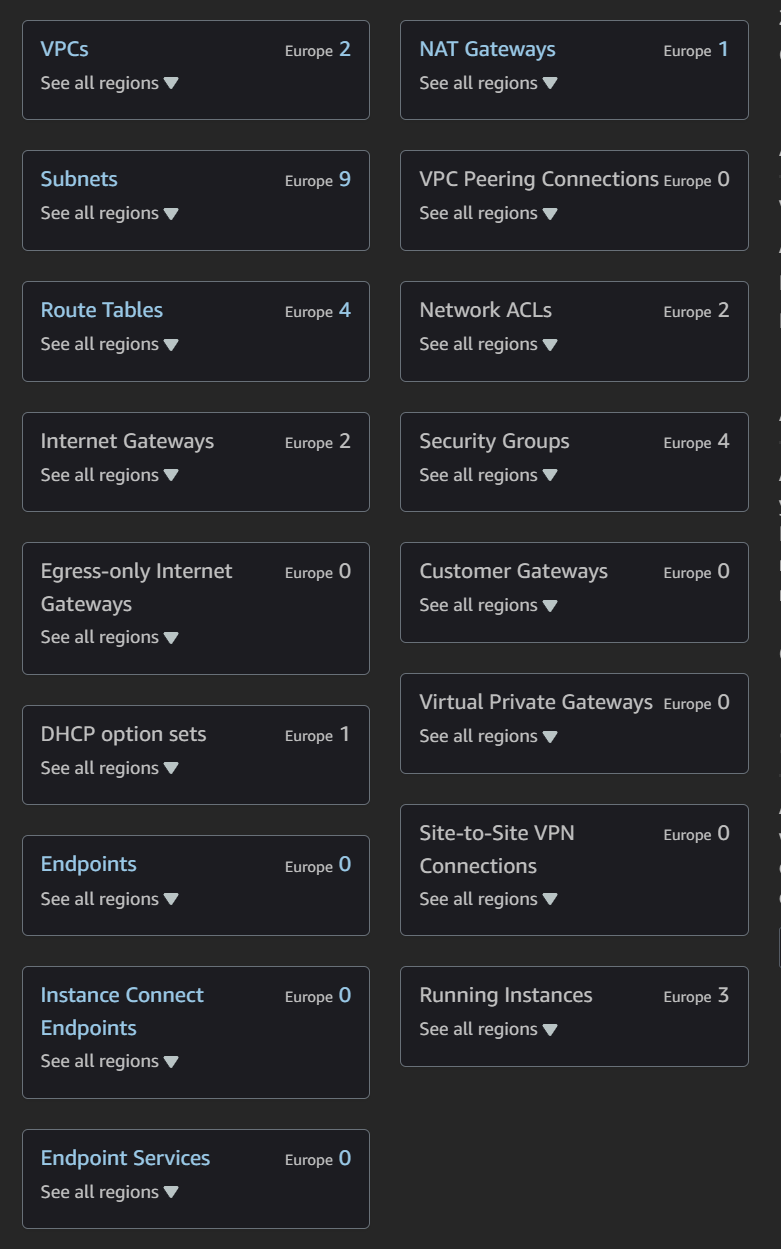 VPCs Europe 2
See all regions
Subnets Europe 9
See all regions
Route Tables Europe 4
See all regions
Internet Gateways Europe 2
See all regions
Egress-only Internet Europe 0
Gateways
See all regions
DHCP option sets Europe 1
See all regions
Endpoints Europe 0
See all regions
Instance Connect Europe 0
Endpoints
See all regions
Endpoint Services Europe 0
See all regions
NAT Gateways Europe 1
See all regions
VPC Peering Connections Europe 0
See all regions
Network ACLs Europe 2
See all regions
Security Groups Europe 4
See all regions
Customer Gateways Europe 0
See all regions
Virtual Private Gateways Europe 0
See all regions
Site-to-Site VPN Europe 0
Connections
See all regions
Running Instances Europe 3
See all regions